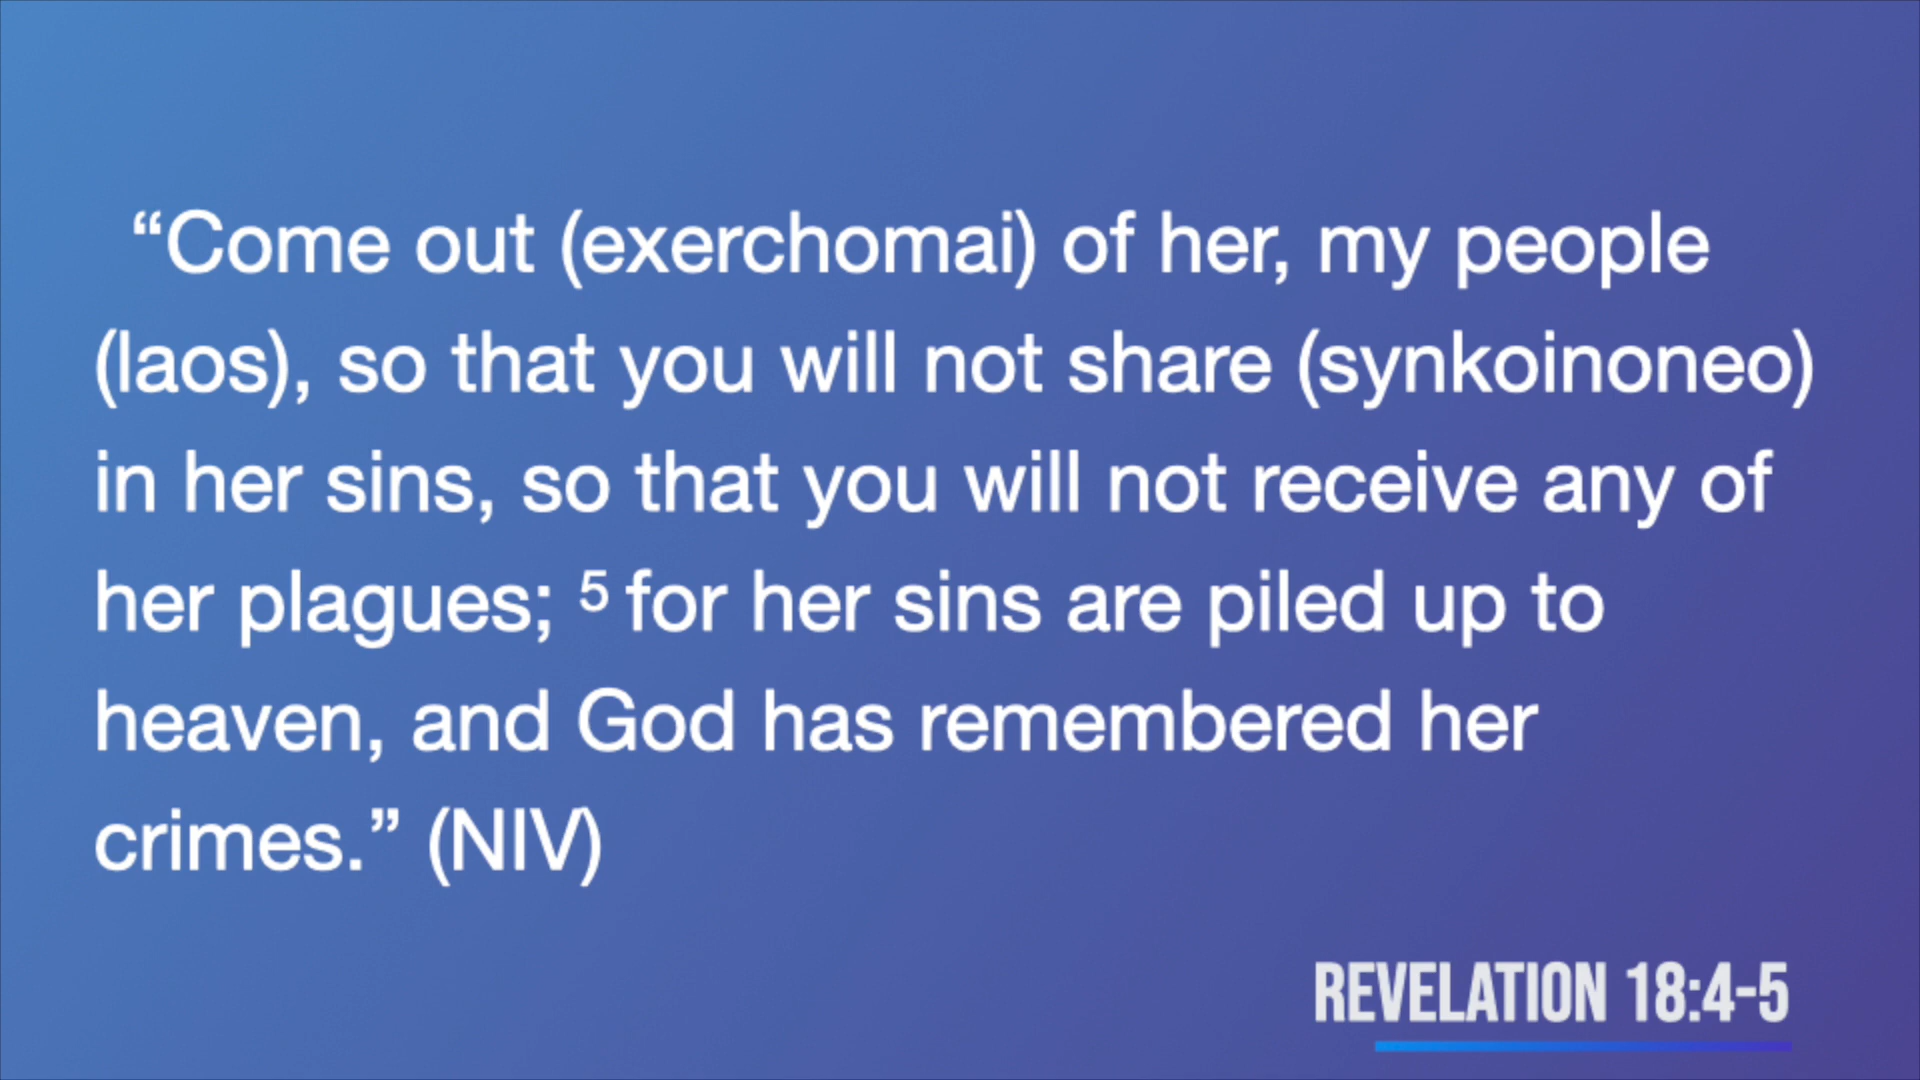 “Come out (exerchomai) of her, my people
(laos), so that you will not share (synkoinoneo)
in her sins, so that you will not receive any of
her plagues; ⁵ for her sins are piled up to
heaven, and God has remembered her
crimes.” (NIV)
REVELATION 18:4-5